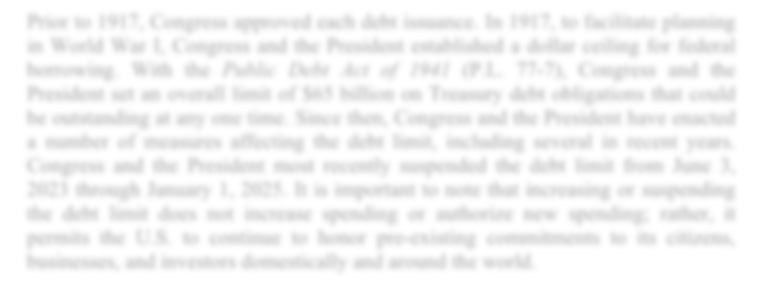 Prior to 1917, Congress approved each debt issuance. In 1917, to facilitate planning
in World War I, Congress and the President established a dollar ceiling for federal
borrowing. With the Public Debt Act of 1941 (P.L. 77-7), Congress and the
President set an overall limit of $65 billion on Treasury debt obligations that could
be outstanding at any one time. Since then, Congress and the President have enacted
a number of measures affecting the debt limit, including several in recent years.
Congress and the President most recently suspended the debt limit from June 3,
2023 through January 1, 2025. It is important to note that increasing or suspending
the debt limit does not increase spending or authorize new spending; rather, it
permits the U.S. to continue to honor pre-existing commitments to its citizens,
businesses, and investors domestically and around the world.